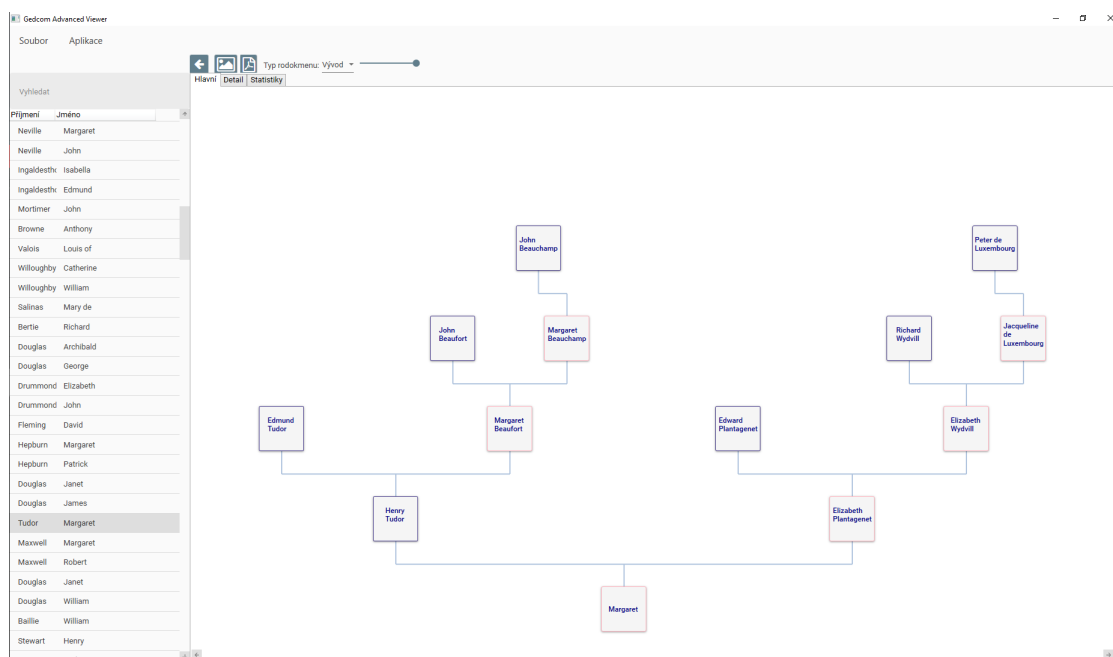 Gedcom Advanced Viewer
Soubor Aplikace
Typ rodokmenu: Vývod
Hlavní Detail Statistiky
Vyhledat
Příjmení Jméno
Neville Margaret
Neville John
Ingaldestho Isabella
Ingaldestho Edmund
Mortimer John
Browne Anthony
Valois Louis of
Willoughby Catherine
Willoughby William
Salinas Mary de
Bertie Richard
Douglas Archibald
Douglas George
Drummond Elizabeth
Drummond John
Fleming David
Hepburn Margaret
Hepburn Patrick
Douglas Janet
Douglas James
Tudor Margaret
Maxwell Margaret
Maxwell Robert
Douglas Janet
Douglas William
Baillie William
Stewart Henry
John
Beauchamp
Peter de
Luxembourg
John
Beaufort
Margaret
Beauchamp
Richard
Wydvill
Jacqueline
de
Luxembourg
Edmund
Tudor
Margaret
Beaufort
Edward
Plantagenet
Elizabeth
Wydvill
Henry
Tudor
Elizabeth
Plantagenet
Margaret